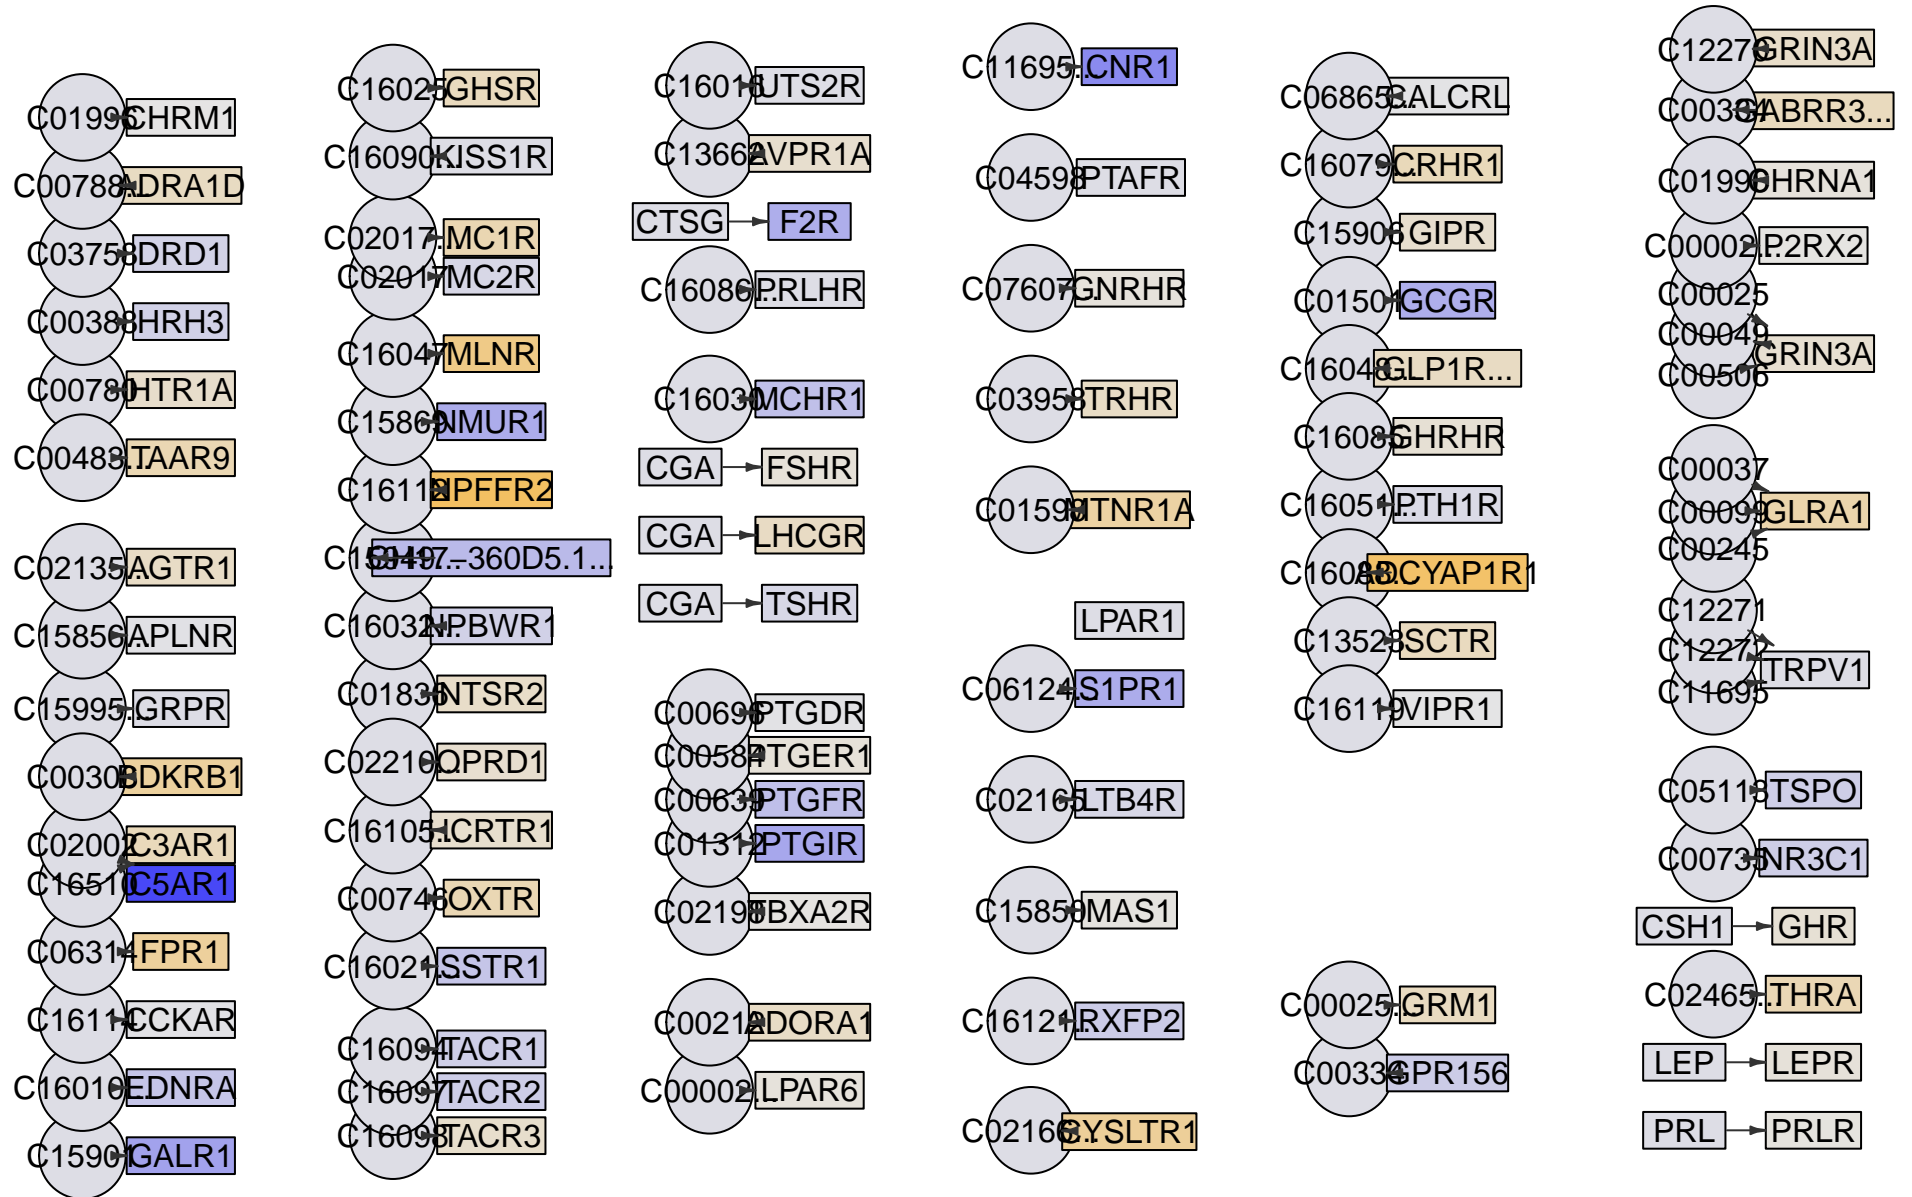 C01996 CHRM1
C00788... ADRA1D
C03758 DRD1
C00388 HRH3
C00780 HTR1A
C00483... TAAR9
C02135... AGTR1
C15856... APLNR
C15995... GRPR
C00306 BDKRB1
C02002 C3AR1
C16510 C5AR1
C06314 FPR1
C16114 CCKAR
C16010... EDNRA
C15901 GALR1
C16025 GHSR
C16090... KISS1R
C02017... MC1R
C02017 MC2R
C16047 MLNR
C15869 NMUR1
C16118 NPFFR2
–360D5.1...
C16032... NPBWR1
C01836 NTSR2
C02210... OPRD1
C16105... HCRTR1
C00746 OXTR
C16021... SSTR1
C16094 TACR1
C16097 TACR2
C16098 TACR3
C16016 UTS2R
C13662 AVPR1A
CTSG F2R
C16086... PRLHR
C16030 MCHR1
CGA FSHR
CGA LHCGR
CGA TSHR
C00696 PTGDR
C00584 PTGER1
C00639 PTGFR
C01312 PTGIR
C02198 TBXA2R
C00212 ADORA1
C00002... LPAR6
C11695... CNR1
C04598 PTAFR
C07607... GNRHR
C03958 TRHR
C01598 MTNR1A
LPAR1
C06124... S1PR1
C02165 LTB4R
C15850 MAS1
C16121... RXFP2
C02166... CYSLTR1
C06865... CALCRL
C16079... CRHR1
C15906 GIPR
C01501 GCGR
C16048... GLP1R...
C16085 GHRHR
C16051... PTH1R
ADCYAP1R1
C13523 SCTR
C16119 VIPR1
C00025... GRM1
C00334 GPR156
C12270 GRIN3A
C00334 GABRR3...
C01996 CHRNA1
C00002... P2RX2
C00025
C00049
GRIN3A
C00506
C00037
C00099 GLRA1
C00245
C12271
C12272
TRPV1
C11695
C05118 TSPO
C00735 NR3C1
CSH1 GHR
C02465... THRA
LEP LEPR
PRL PRLR